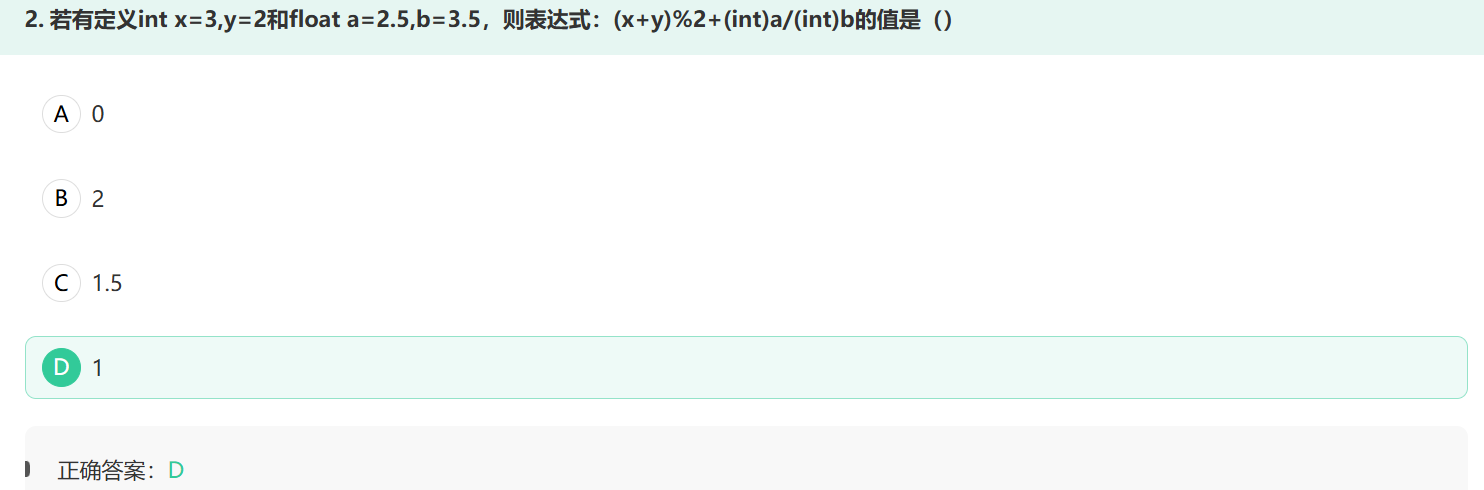 2. 若有定义int x=3,y=2和float a=2.5,b=3.5，则表达式：(x+y)%2+(int)a/(int)b的值是（）
A 0
B 2
C 1.5
D 1
正确答案：D